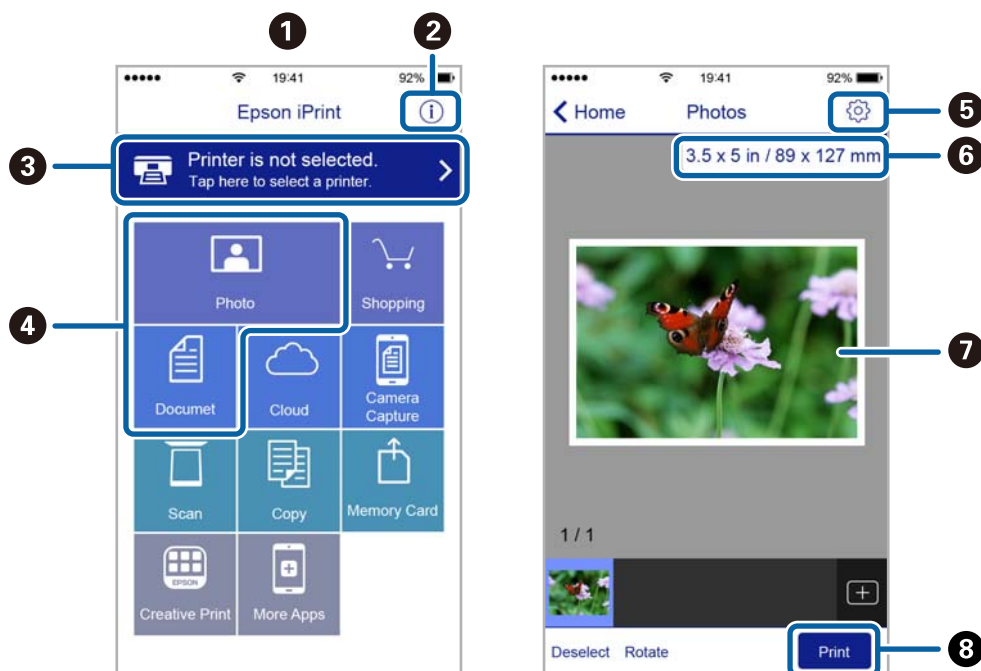 1
2
19:41
92%
Epson iPrint
i
3
Printer is not selected.
Tap here to select a printer.
4
Photo
Shopping
Documet
Cloud
Camera
Capture
Scan
Copy
Memory Card
EPSON
Creative Print
More Apps
19:41
92%
Home
Photos
5
3.5 x 5 in / 89 x 127 mm
6
7
1 / 1
Deselect
Rotate
Print
8